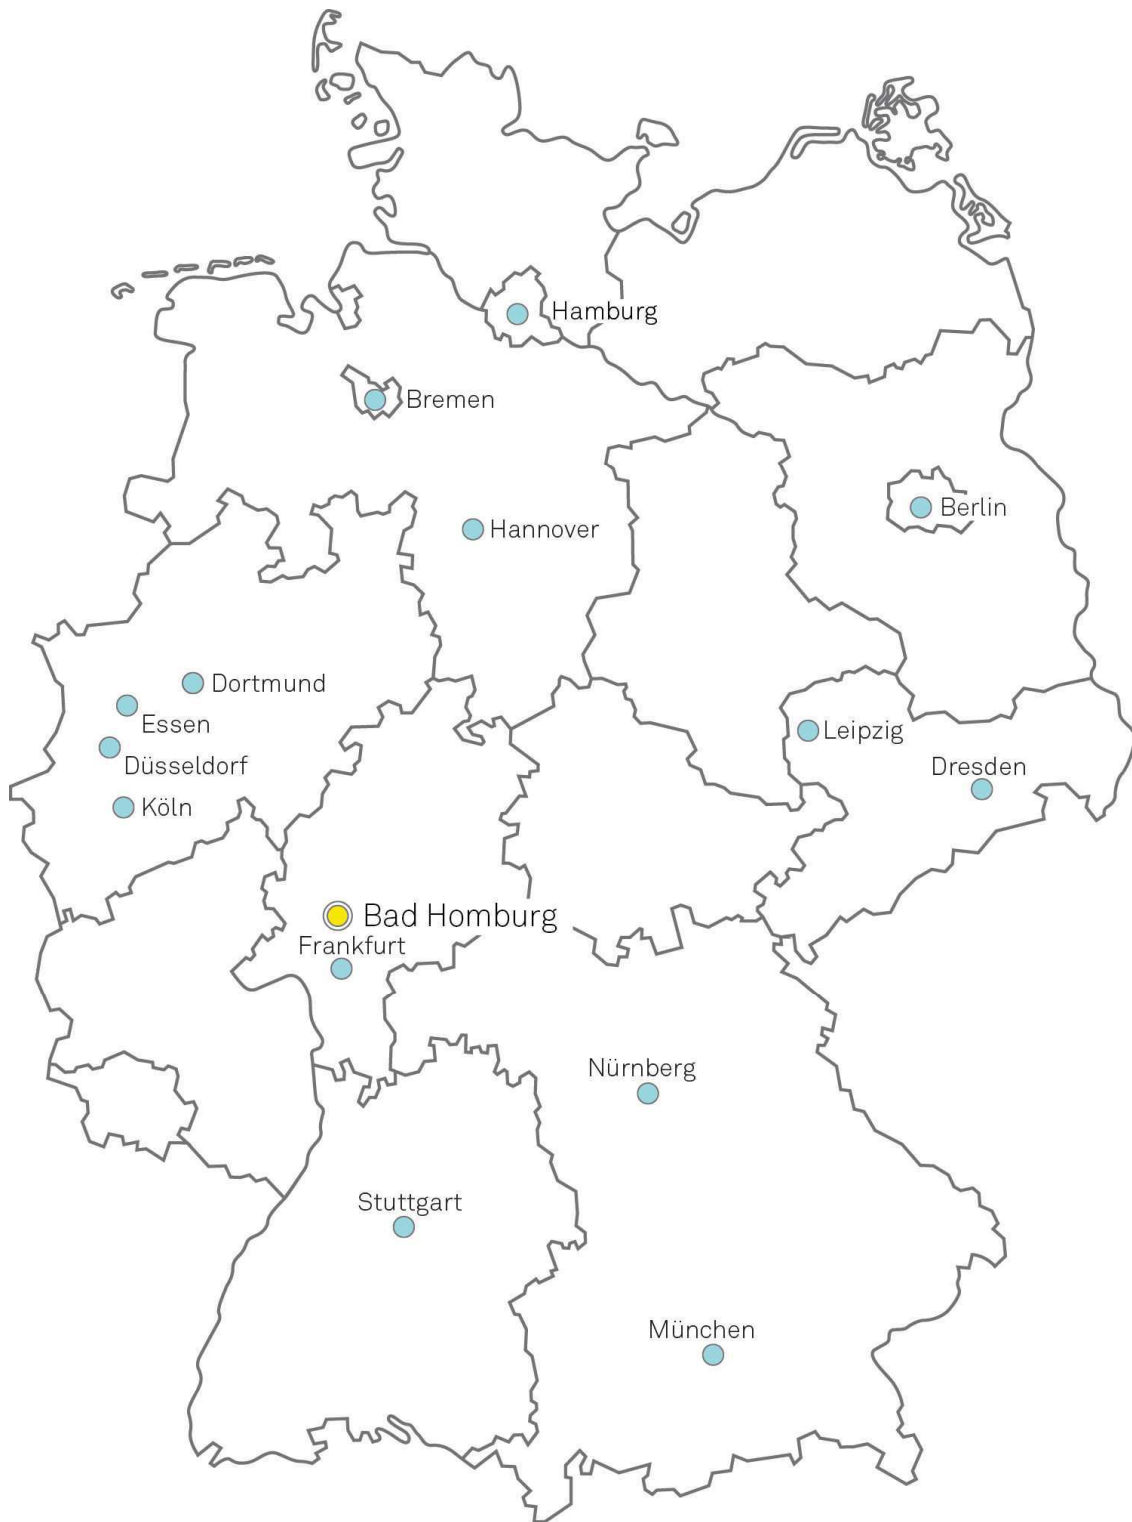 Hamburg
Bremen
Berlin
Hannover
Dortmund
Essen
Leipzig
Düsseldorf
Dresden
Köln
Bad Homburg
Frankfurt
Nürnberg
Stuttgart
München